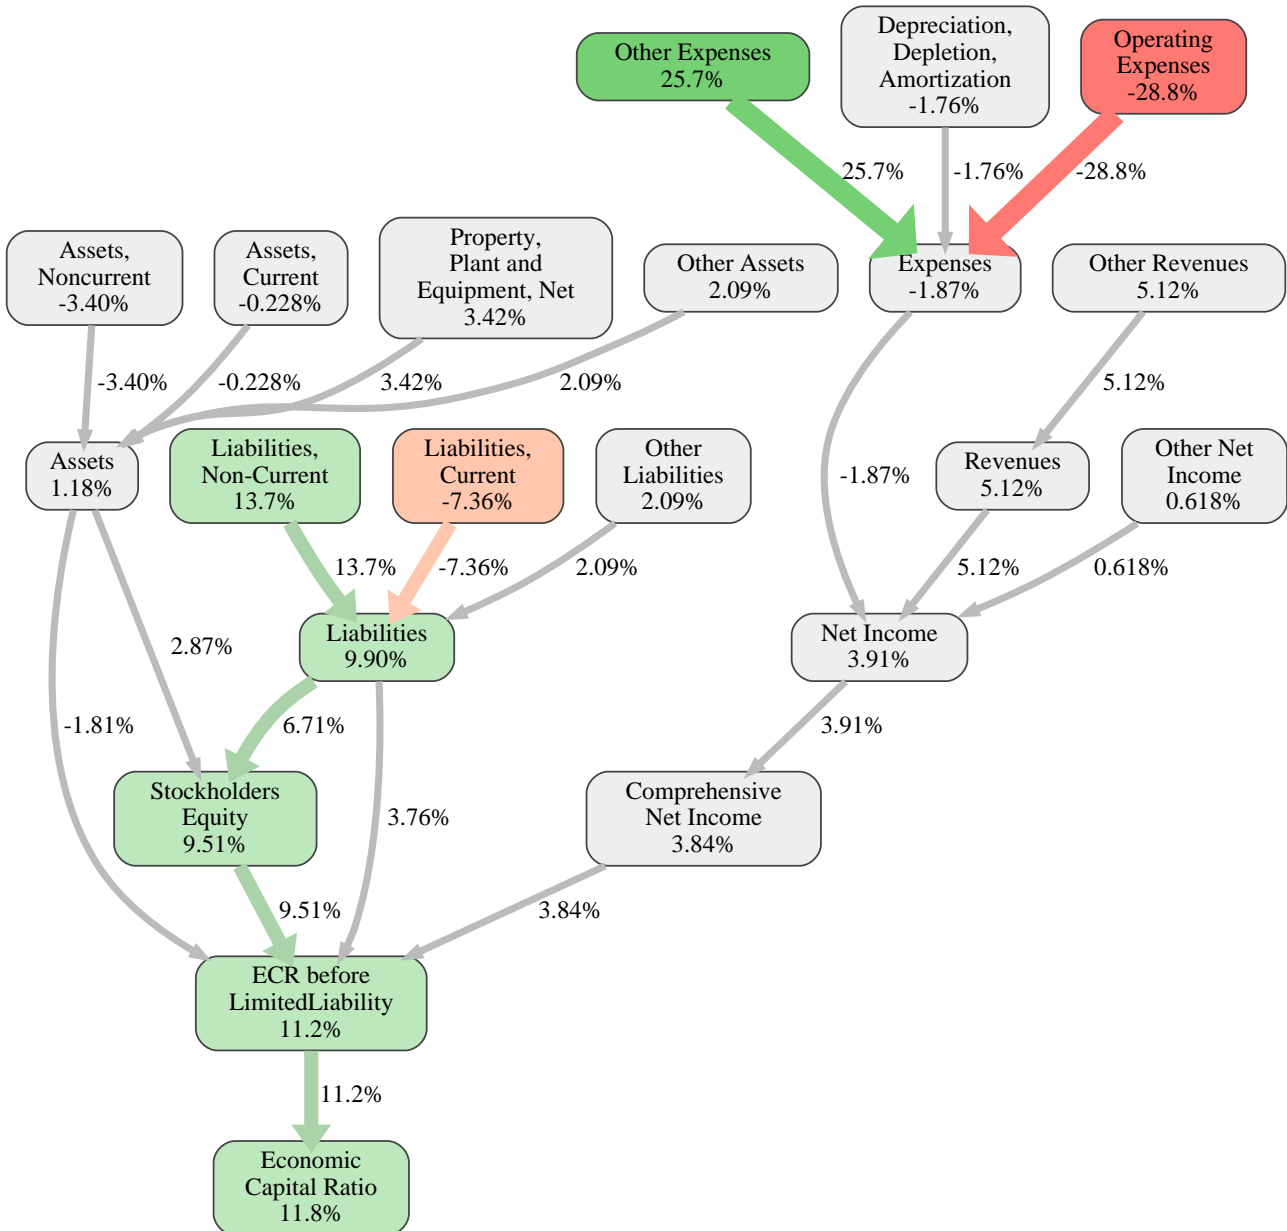 Other Expenses
25.7%
Depreciation,
Depletion,
Amortization
-1.76%
Operating
Expenses
-28.8%
25.7%
-1.76%
-28.8%
Assets,
Noncurrent
-3.40%
Assets,
Current
-0.228%
Property,
Plant and
Equipment, Net
3.42%
Other Assets
2.09%
Expenses
-1.87%
Other Revenues
5.12%
-3.40%
-0.228%
3.42%
2.09%
5.12%
Assets
1.18%
Liabilities,
Non-Current
13.7%
Liabilities,
Current
-7.36%
Other
Liabilities
2.09%
-1.87%
Revenues
5.12%
Other Net
Income
0.618%
13.7%
-7.36%
2.09%
5.12%
0.618%
2.87%
Liabilities
9.90%
Net Income
3.91%
-1.81%
6.71%
3.91%
Stockholders
Equity
9.51%
3.76%
Comprehensive
Net Income
3.84%
9.51%
3.84%
ECR before
LimitedLiability
11.2%
11.2%
Economic
Capital Ratio
11.8%